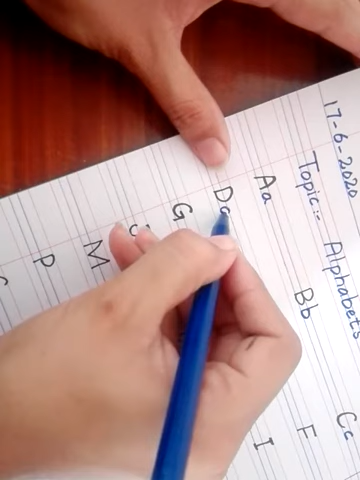 17-6-2020
Topic:- Alphabets
Aa Bb Cc
D F
G I
J
M
P